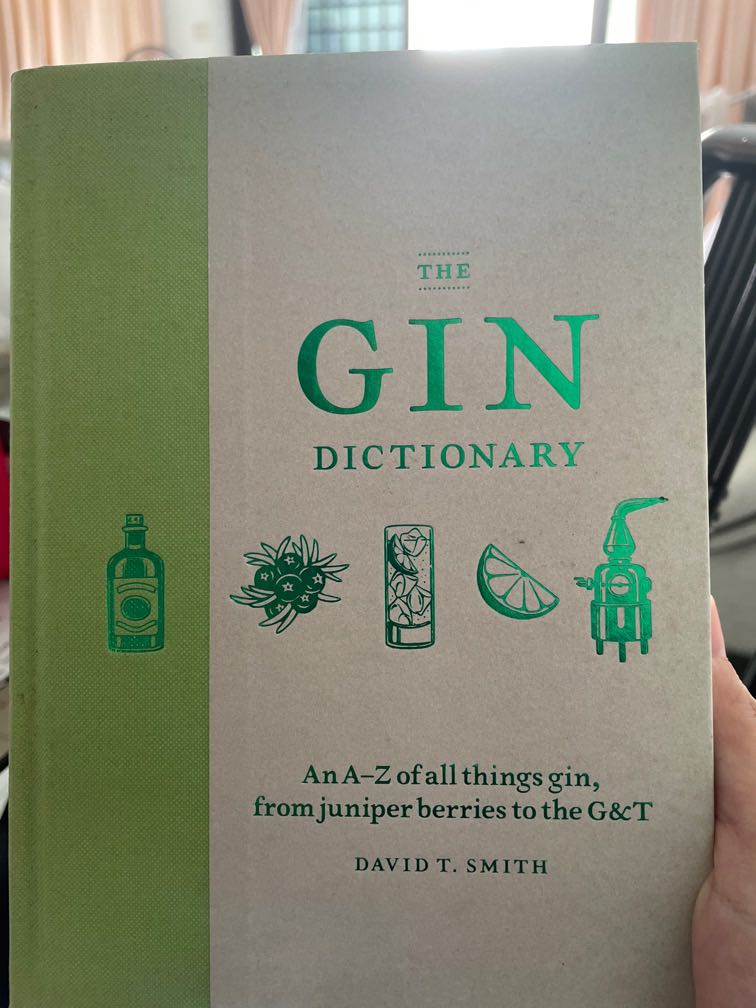 THE
GIN
DICTIONARY
An A–Z of all things gin,
from juniper berries to the G&T
DAVID T. SMITH